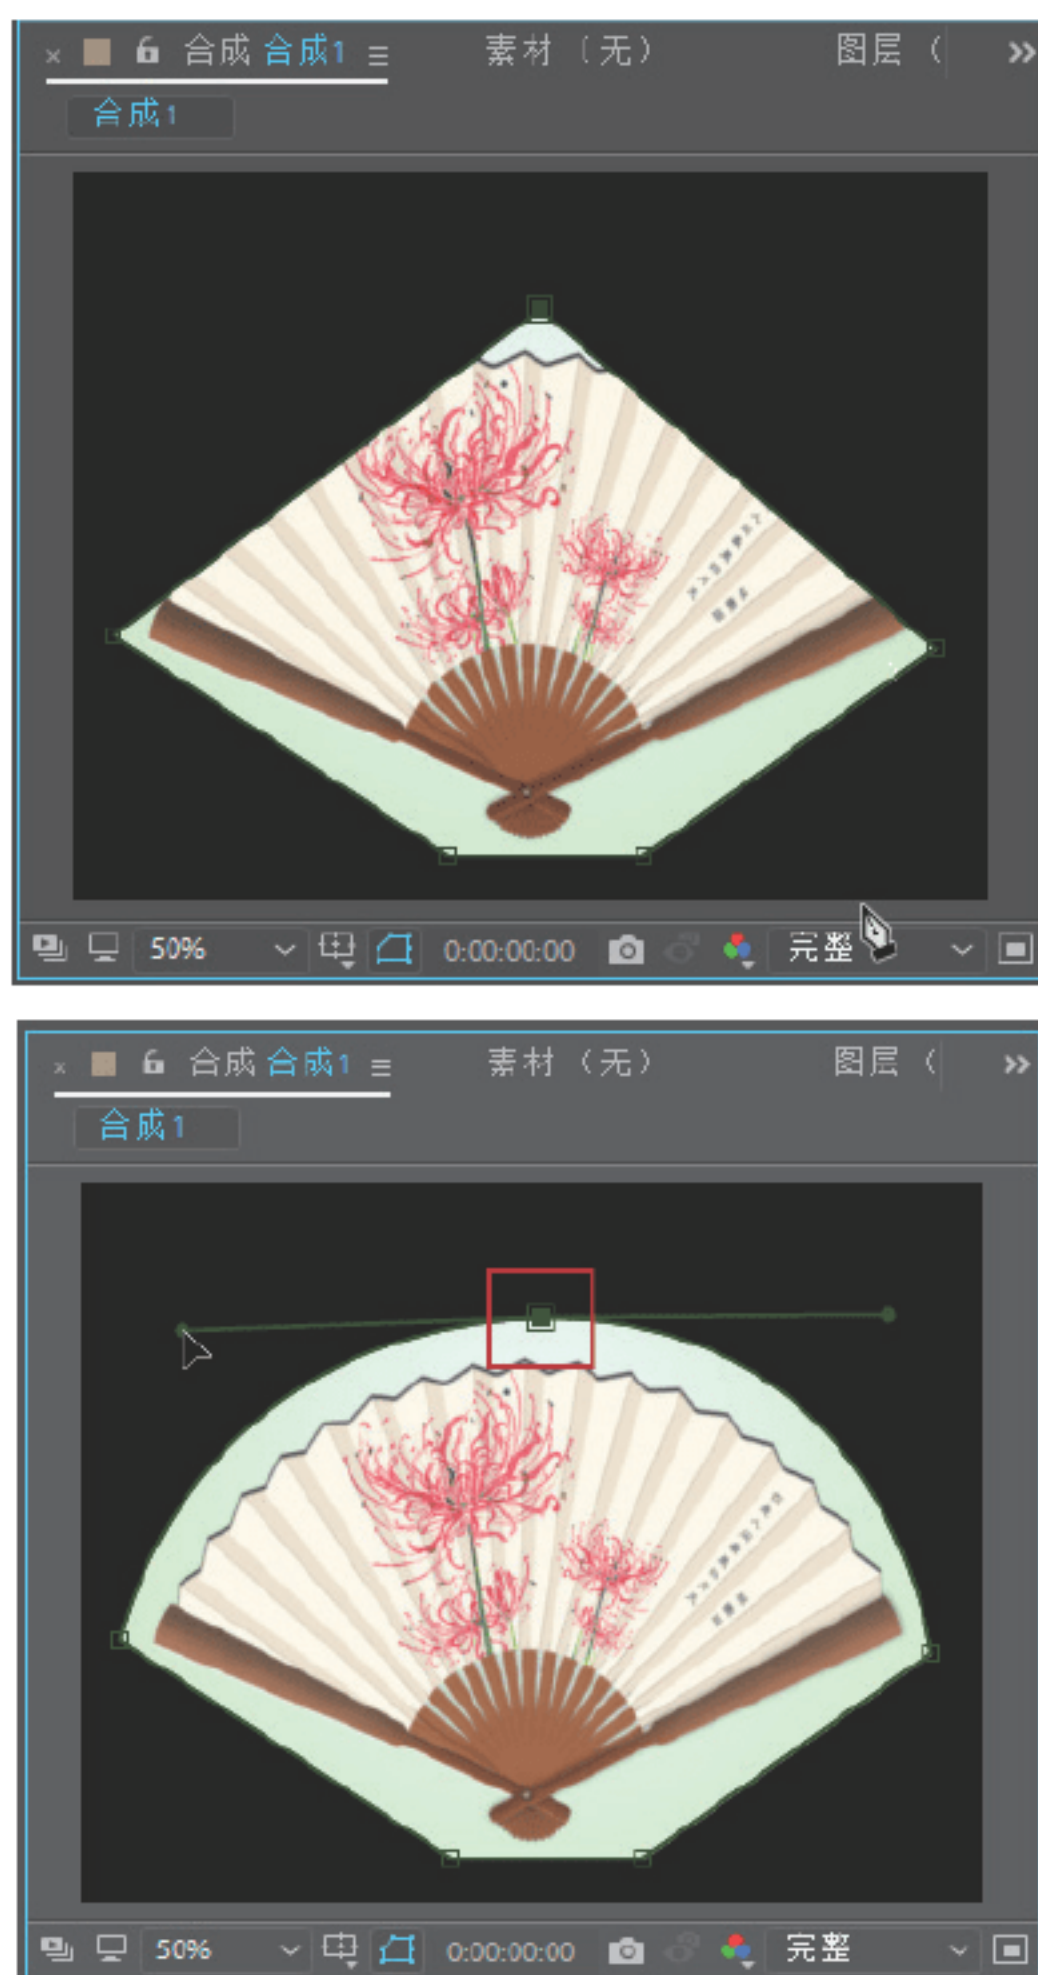 × 合成 合成1 ≡ 素材 (无) 图层 ( »
合成1
50% 0:00:00:00 完整
× 合成 合成1 ≡ 素材 (无) 图层 ( »
合成1
50% 0:00:00:00 完整